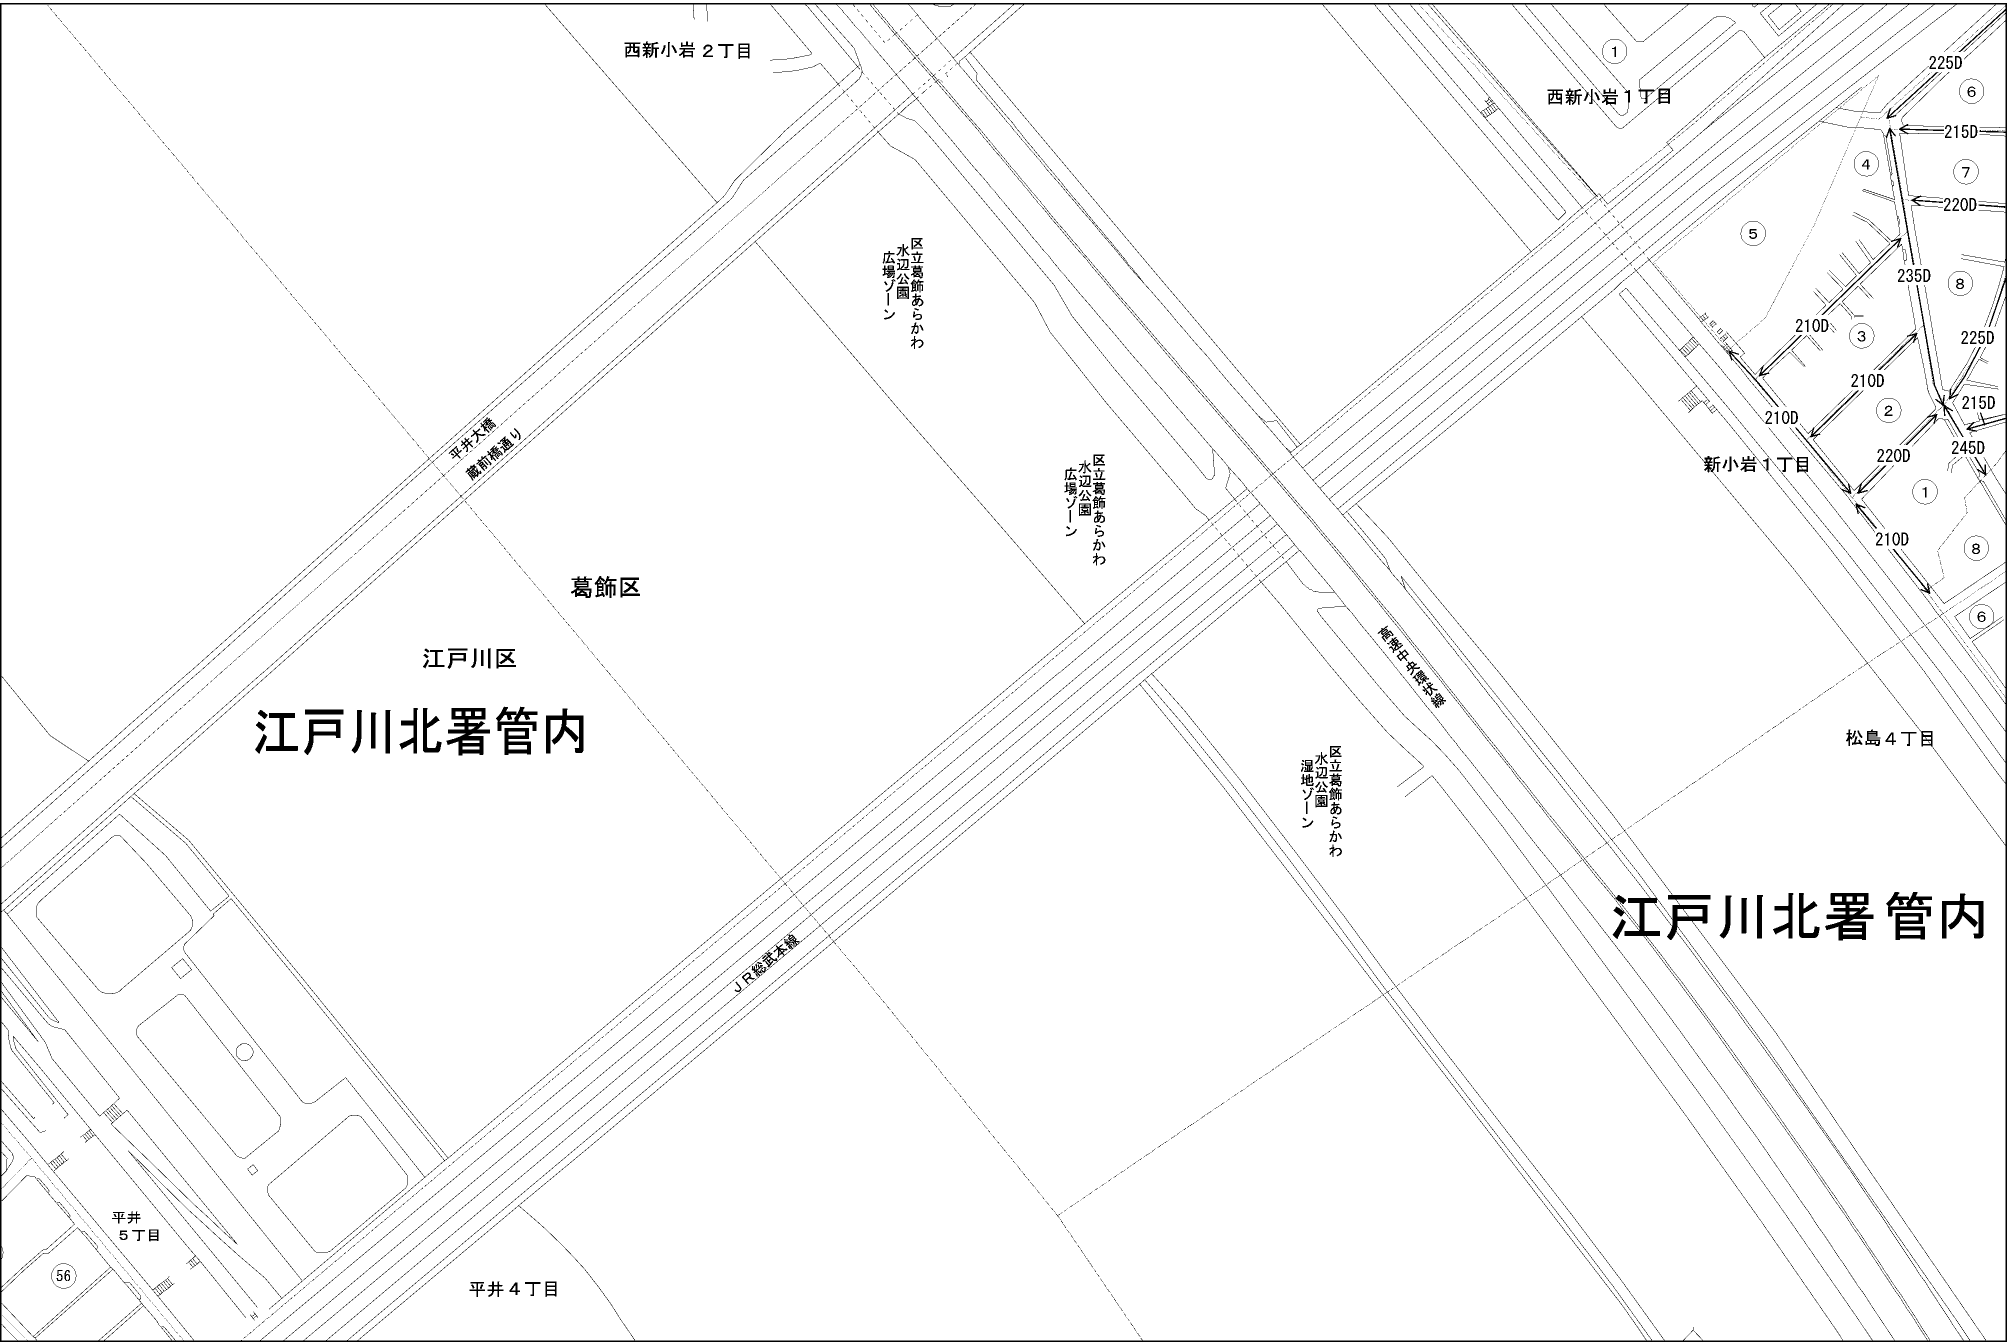 西新小岩２丁目
①
西新小岩１丁目
225D
⑥
215D
④
⑦
220D
⑤
235D
⑧
区立葛飾あらかわ
水辺公園
広場ゾーン
210D
③
225D
210D
②
215D
210D
220D
245D
新小岩１丁目
①
平井大橋
蔵前橋通り
区立葛飾あらかわ
水辺公園
広場ゾーン
210D
⑧
葛飾区
⑥
江戸川区
高速中央環状線
江戸川北署管内
松島４丁目
区立葛飾あらかわ
水辺公園
湿地ゾーン
江戸川北署管内
ＪＲ総武本線
平井
５丁目
56
平井４丁目